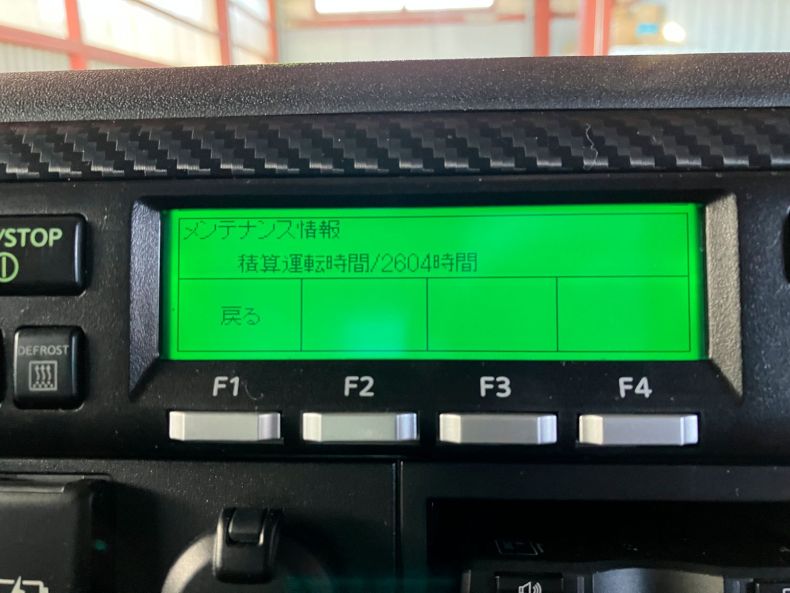 メンテナンス情報
積算運転時間/2604時間
/STOP
戻る
DEFROST
F1 F2 F3 F4